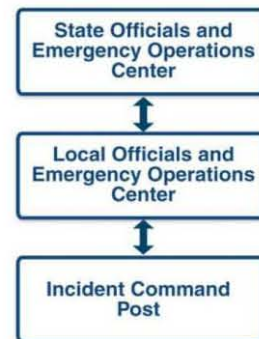 State Officials and
Emergency Operations
Center
Local Officials and
Emergency Operations
Center
Incident Command
Post